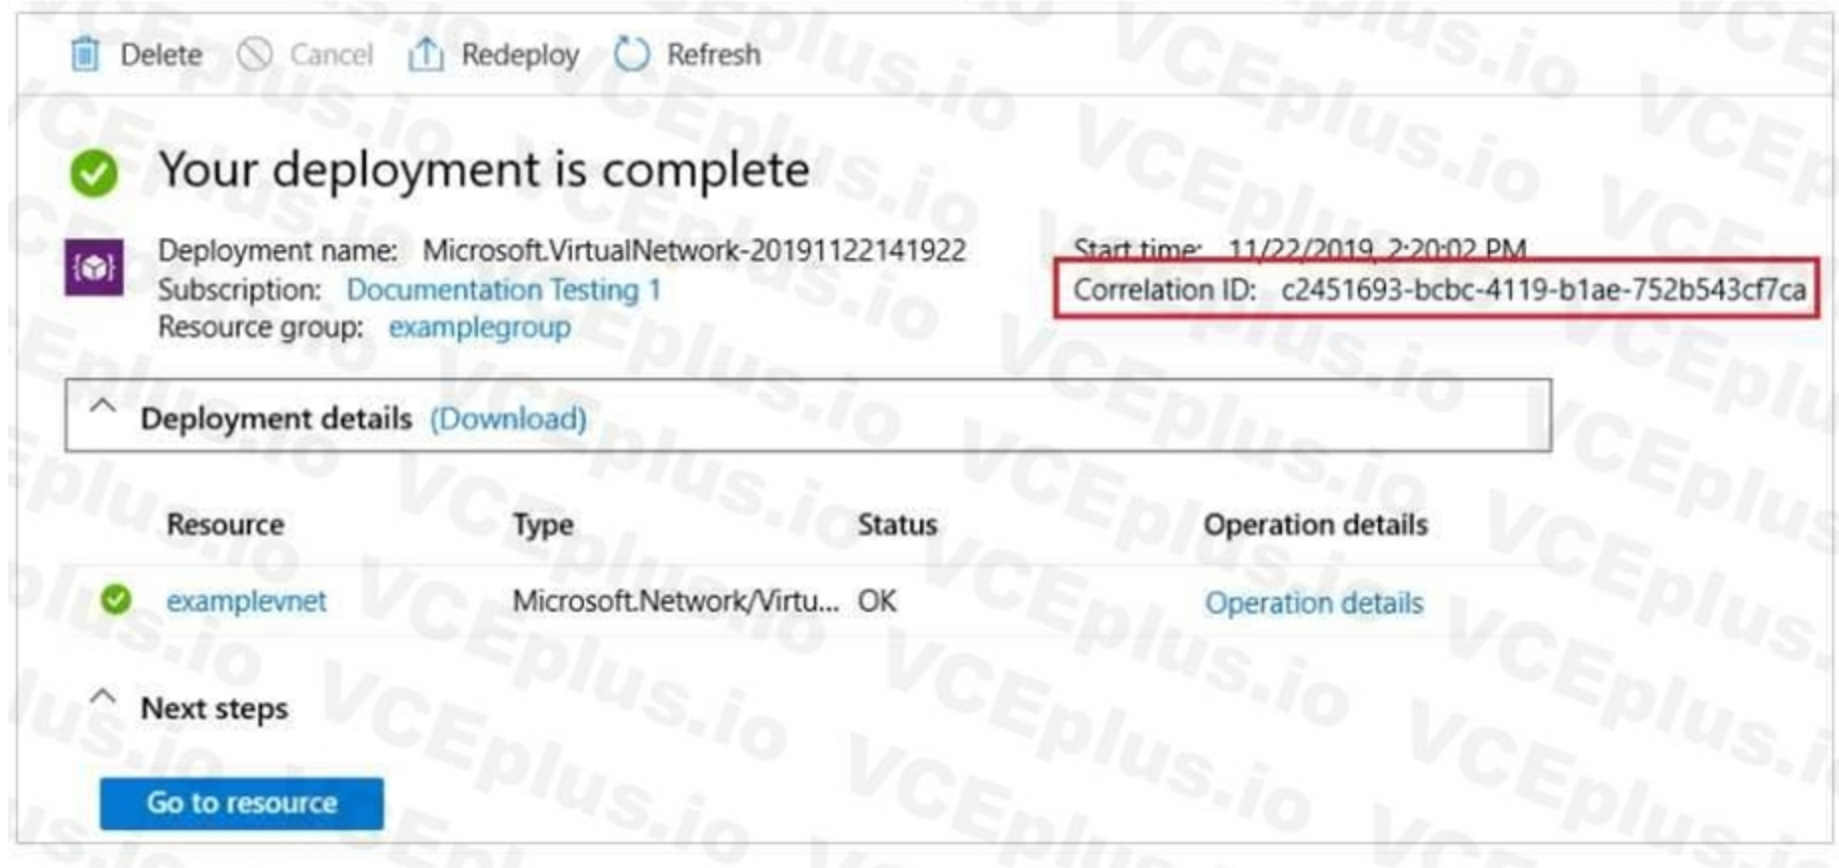 Delete Cancel Redeploy Refresh
Your deployment is complete
Deployment name: Microsoft.VirtualNetwork-20191122141922 Start time: 11/22/2019, 2:20:02 PM
Subscription: Documentation Testing 1 Correlation ID: c2451693-bcbc-4119-b1ae-752b543cf7ca
Resource group: examplegroup
Deployment details (Download)
Resource Type Status Operation details
examplevnet Microsoft.Network/Virtu... OK Operation details
Next steps
Go to resource
VCEplus.io